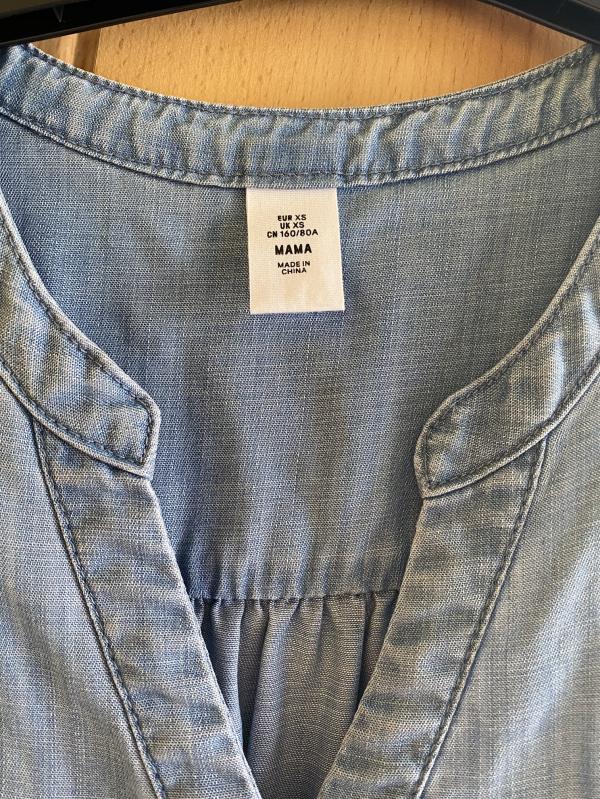 EUR XS
UK XS
CN 160/80A
MAMA
MADE IN
CHINA